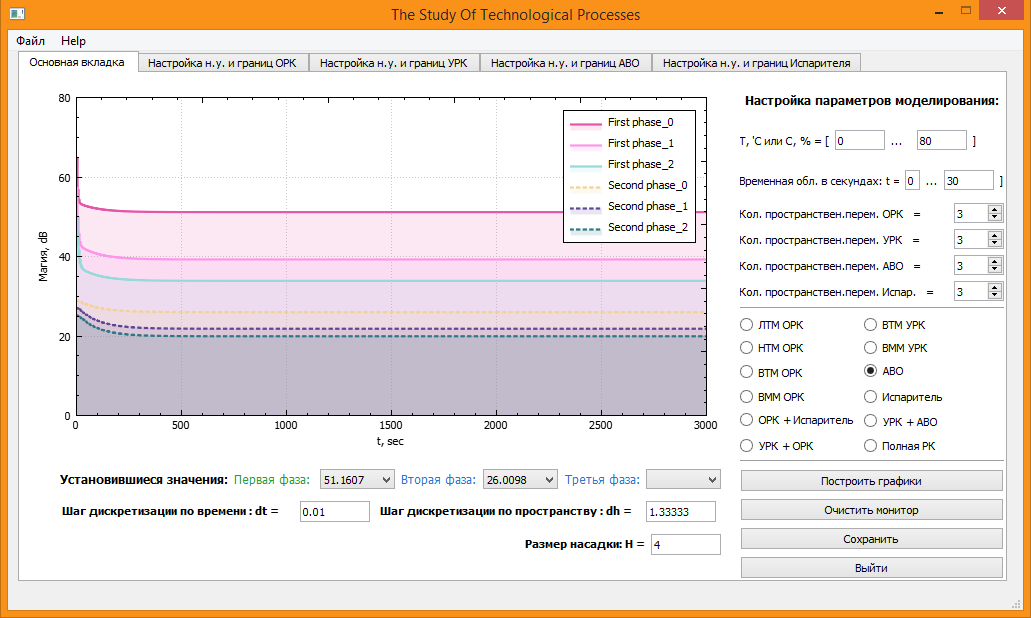 The Study Of Technological Processes
Файл Help
Основная вкладка Настройка н.у. и границ ОРК Настройка н.у. и границ УРК Настройка н.у. и границ АВО Настройка н.у. и границ Испарителя
80
60
40
20
0
Магия, dB
0 500 1000 1500 2000 2500 3000
t, sec
First phase_0
First phase_1
First phase_2
Second phase_0
Second phase_1
Second phase_2
Установившиеся значения: Первая фаза: 51.1607 Вторая фаза: 26.0098 Третья фаза:
Шаг дискретизации по времени : dt = 0.01 Шаг дискретизации по пространству : dh = 1.33333
Размер насадки: H = 4
Настройка параметров моделирования:
T, 'C или C, % = [ 0 ... 80 ]
Временная обл. в секундах: t = 0 ... 30 ]
Кол. пространствен.перем. ОРК = 3
Кол. пространствен.перем. УРК = 3
Кол. пространствен.перем. АВО = 3
Кол. пространствен.перем. Испар. = 3
ЛТМ ОРК ВТМ УРК
НТМ ОРК ВММ УРК
ВТМ ОРК АВО
ВММ ОРК Испаритель
ОРК + Испаритель УРК + АВО
УРК + ОРК Полная РК
Построить графики
Очистить монитор
Сохранить
Выйти